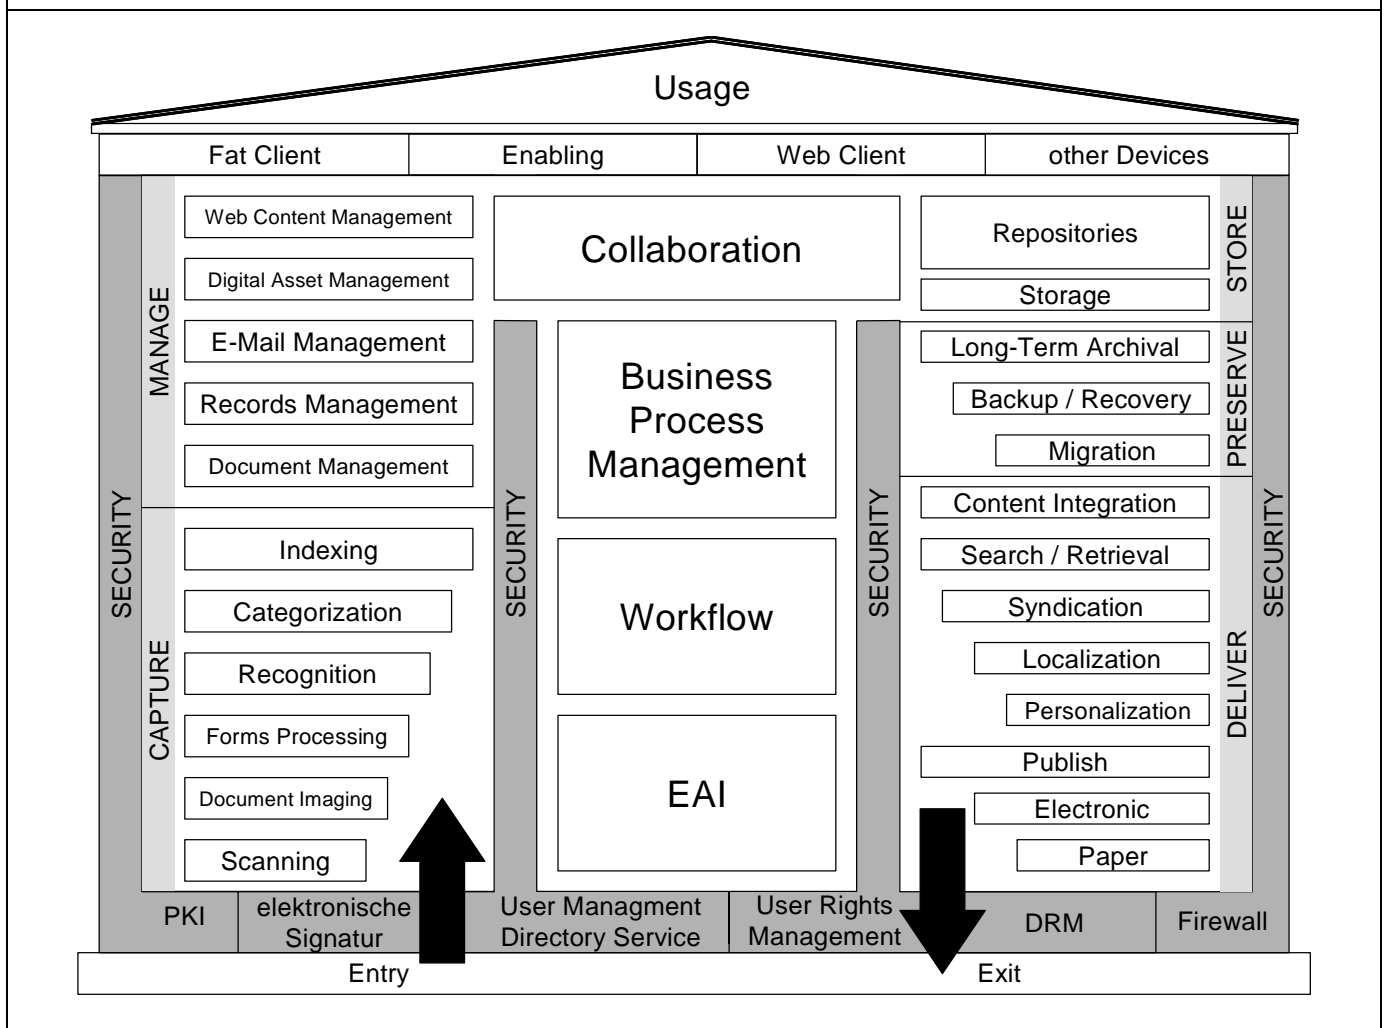 Usage
Fat Client
Enabling
Web Client
other Devices
SECURITY
MANAGE
Web Content Management
Digital Asset Management
E-Mail Management
Records Management
Document Management
CAPTURE
Indexing
Categorization
Recognition
Forms Processing
Document Imaging
Scanning
Collaboration
SECURITY
Business
Process
Management
Workflow
EAI
SECURITY
Repositories
Storage
STORE
Long-Term Archival
Backup / Recovery
Migration
PRESERVE
Content Integration
Search / Retrieval
Syndication
Localization
Personalization
Publish
Electronic
Paper
DELIVER
SECURITY
PKI
elektronische
Signatur
User Managment
Directory Service
User Rights
Management
DRM
Firewall
Entry
Exit